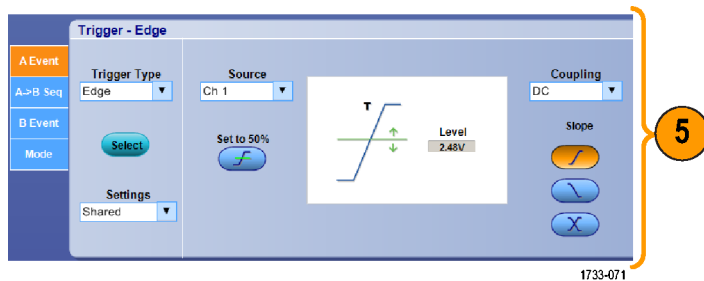 Trigger - Edge
A Event
A->B Seq
B Event
Mode
Trigger Type
Edge
Select
Settings
Shared
Source
Ch 1
Set to 50%
T
Level
2.48V
Coupling
DC
Slope
5
1733-071